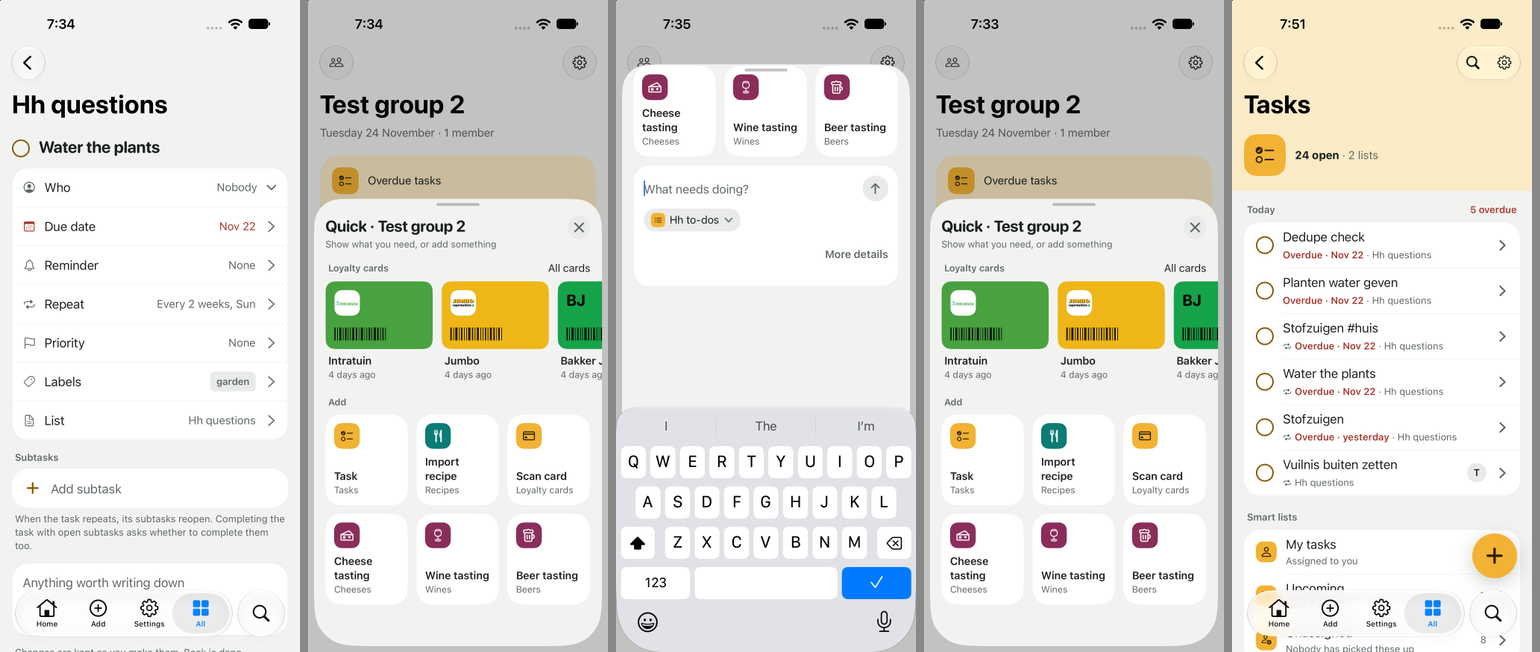 7:34
Hh questions
Water the plants
Who
Nobody
Due date
Nov 22
Reminder
None
Repeat
Every 2 weeks, Sun
Priority
None
Labels
garden
List
Hh questions
Subtasks
Add subtask
When the task repeats, its subtasks reopen. Completing the
task with open subtasks asks whether to complete them
too.
Anything worth writing down
Home
Add
Settings
All
7:34
Test group 2
Tuesday 24 November · 1 member
Overdue tasks
Quick · Test group 2
Show what you need, or add something
Loyalty cards
All cards
JUMBO
BJ
Intratuin
4 days ago
Jumbo
4 days ago
Bakker J
4 days ag
Add
Task
Tasks
Import
recipe
Recipes
Scan card
Loyalty cards
Cheese
tasting
Cheeses
Wine tasting
Wines
Beer tasting
Beers
7:35
Cheese
tasting
Cheeses
Wine tasting
Wines
Beer tasting
Beers
What needs doing?
Hh to-dos
More details
I
The
I'm
Q W E R T Y U I O P
A S D F G H J K L
Z X C V B N M
123
7:33
Test group 2
Tuesday 24 November · 1 member
Overdue tasks
Quick · Test group 2
Show what you need, or add something
Loyalty cards
All cards
JUMBO
BJ
Intratuin
4 days ago
Jumbo
4 days ago
Bakker J
4 days ag
Add
Task
Tasks
Import
recipe
Recipes
Scan card
Loyalty cards
Cheese
tasting
Cheeses
Wine tasting
Wines
Beer tasting
Beers
7:51
Tasks
24 open · 2 lists
Today
5 overdue
Dedupe check
Overdue · Nov 22 · Hh questions
Planten water geven
Overdue · Nov 22 · Hh questions
Stofzuigen #huis
Overdue · Nov 22 · Hh questions
Water the plants
Overdue · Nov 22 · Hh questions
Stofzuigen
Overdue · yesterday · Hh questions
Vuilnis buiten zetten
T
Hh questions
Smart lists
My tasks
Assigned to you
Upcoming
Home
Add
Settings
All
Unassigned
Nobody has picked these up
8